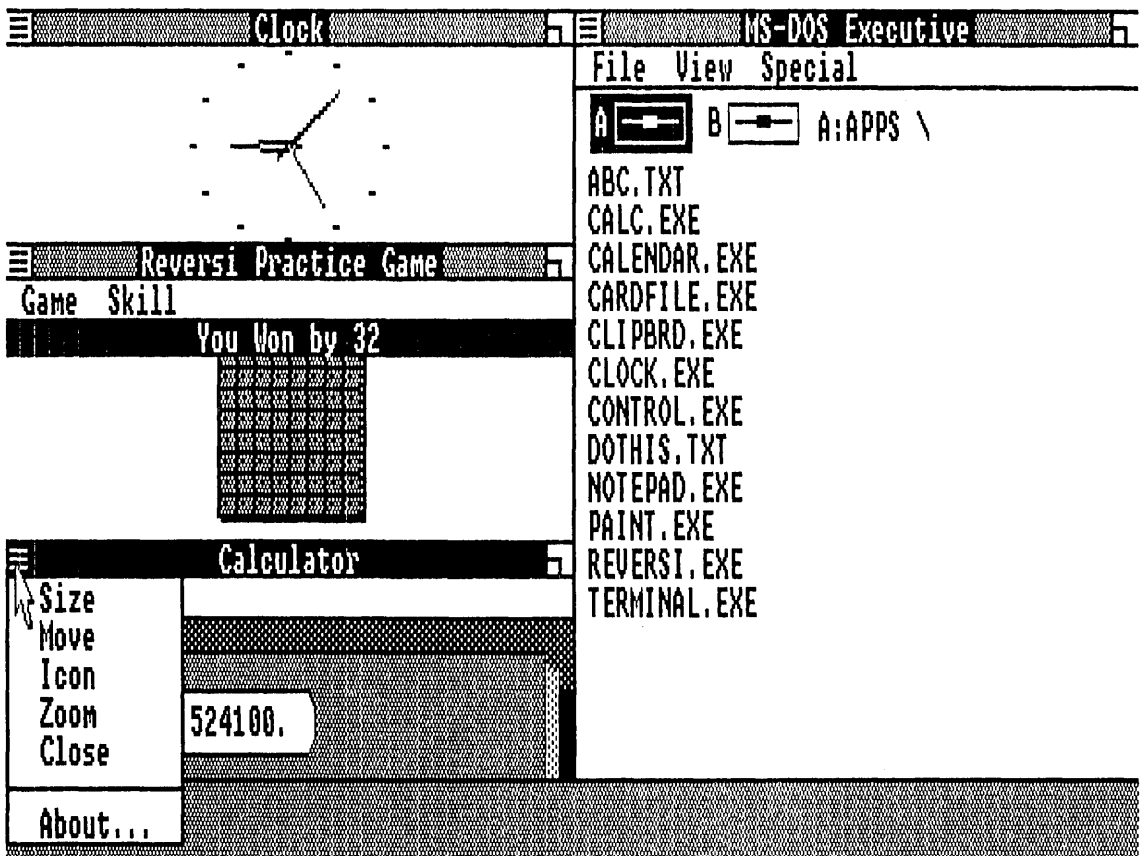 Clock
Reversi Practice Game
Game Skill
You Won by 32
Calculator
Size
Move
Icon
Zoom
Close
About...
524100.
MS-DOS Executive
File View Special
A B A:APPS \
ABC.TXT
CALC.EXE
CALENDAR.EXE
CARDFILE.EXE
CLIPBRD.EXE
CLOCK.EXE
CONTROL.EXE
DOTHIS.TXT
NOTEPAD.EXE
PAINT.EXE
REVERSI.EXE
TERMINAL.EXE